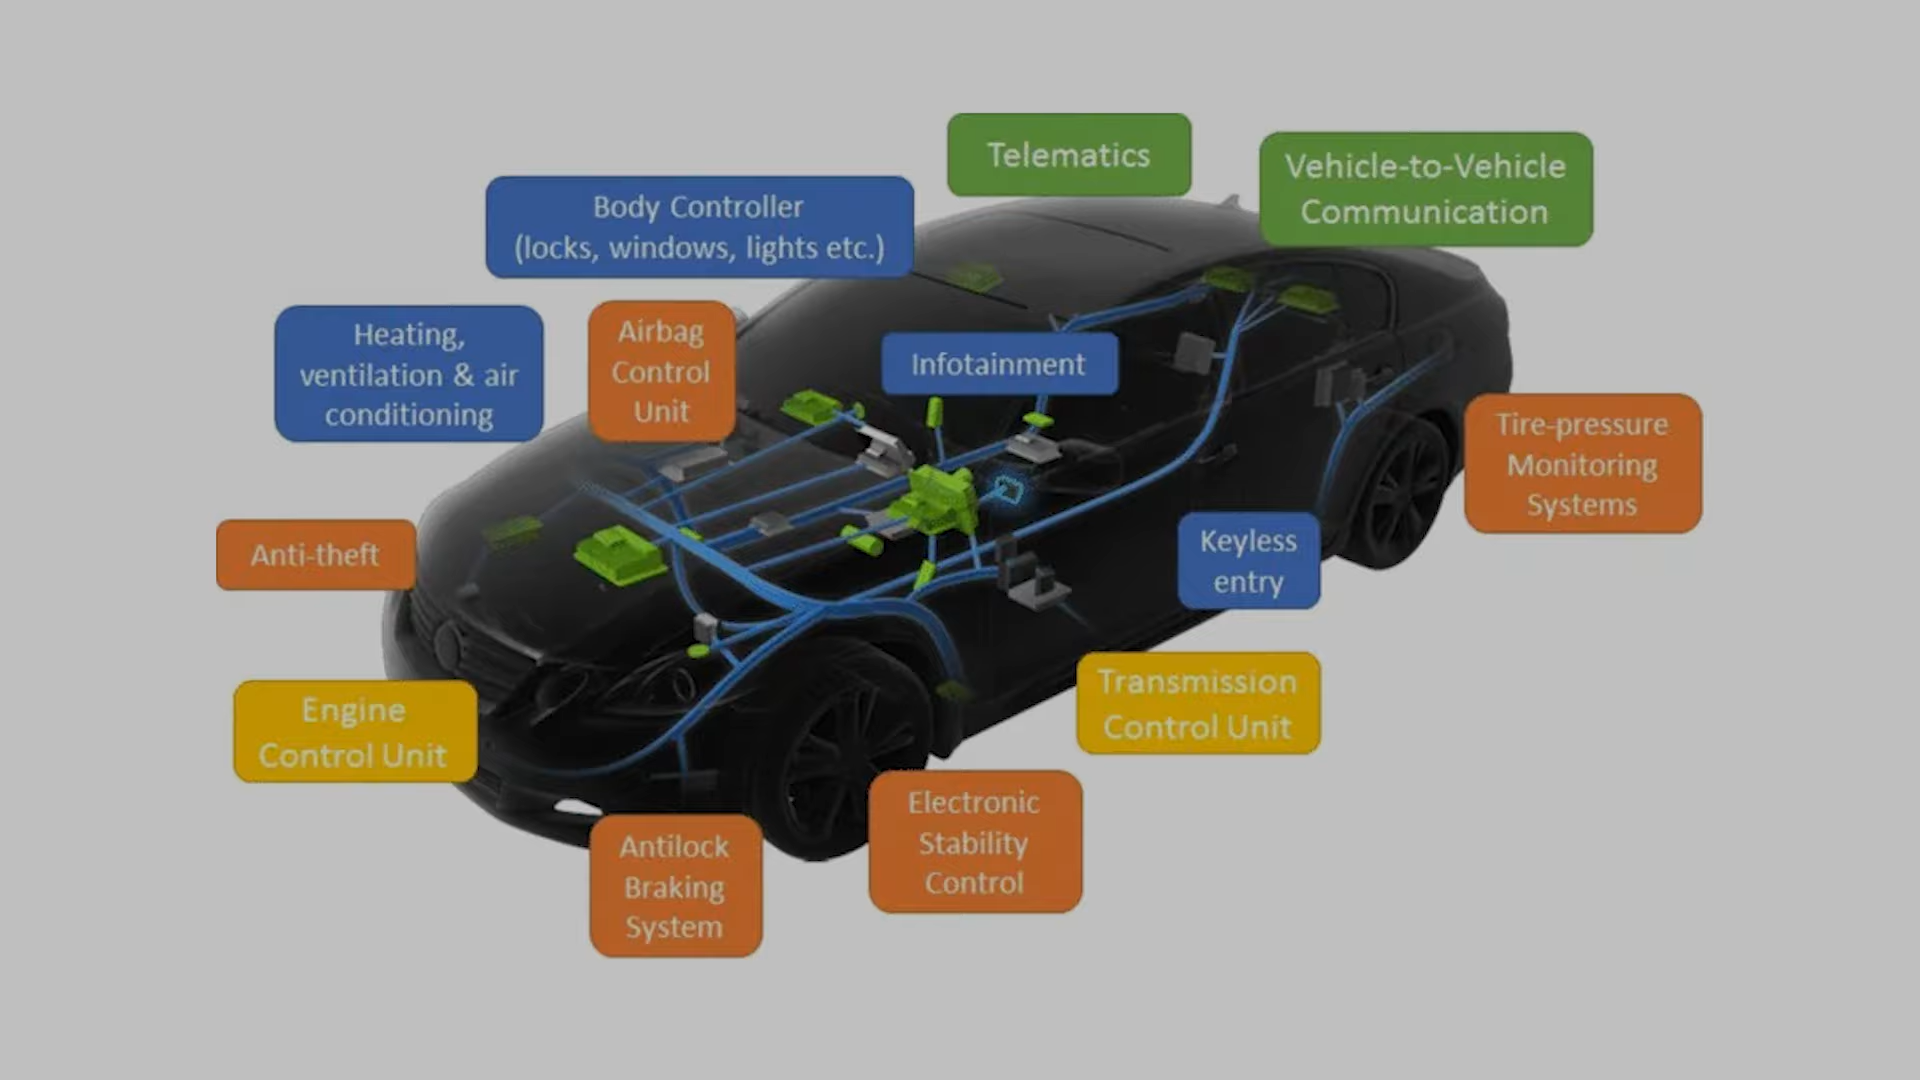 Telematics
Vehicle-to-Vehicle
Communication
Body Controller
(locks, windows, lights etc.)
Heating,
ventilation & air
conditioning
Airbag
Control
Unit
Infotainment
Tire-pressure
Monitoring
Systems
Anti-theft
Keyless
entry
Engine
Control Unit
Transmission
Control Unit
Antilock
Braking
System
Electronic
Stability
Control